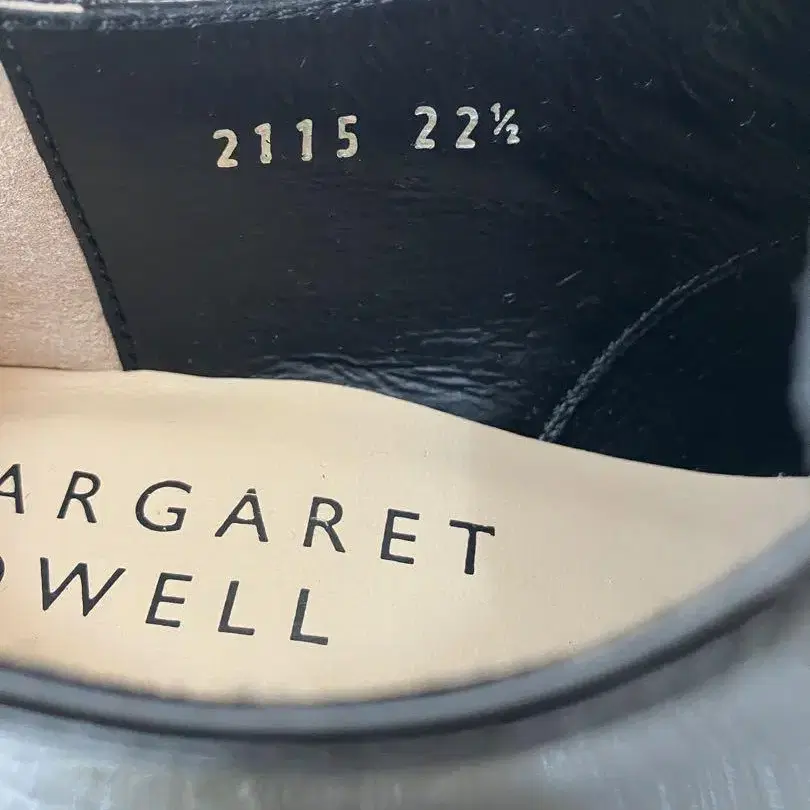 2115 22½
ARGARET
OWELL